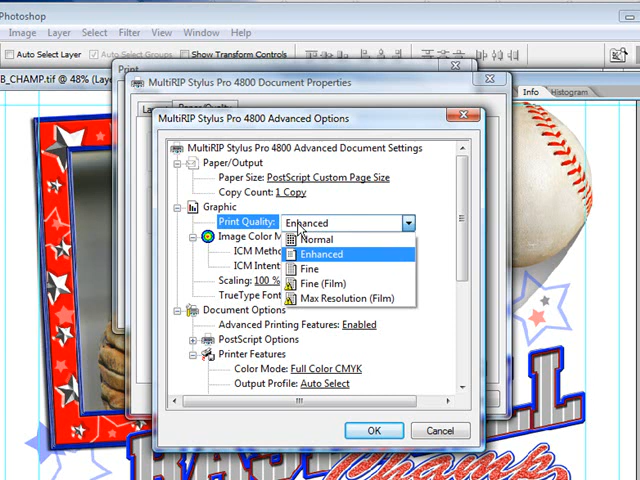 Photoshop
Image Layer Select Filter View Window Help
Auto Select Layer Auto Select Groups Show Transform Controls
B_CHAMP.tif @ 48% (Lay
Print
MultiRIP Stylus Pro 4800 Document Properties
Info Histogram
Paper/Quality
MultiRIP Stylus Pro 4800 Advanced Options
MultiRIP Stylus Pro 4800 Advanced Document Settings
Paper/Output
Paper Size: PostScript Custom Page Size
Copy Count: 1 Copy
Graphic
Print Quality: Enhanced
Normal
Image Color M
Enhanced
ICM Metho
Fine
ICM Intent
Fine (Film)
Scaling: 100 %
Max Resolution (Film)
TrueType Font
Document Options
Advanced Printing Features: Enabled
PostScript Options
Printer Features
Color Mode: Full Color CMYK
Output Profile: Auto Select
OK Cancel
Champ